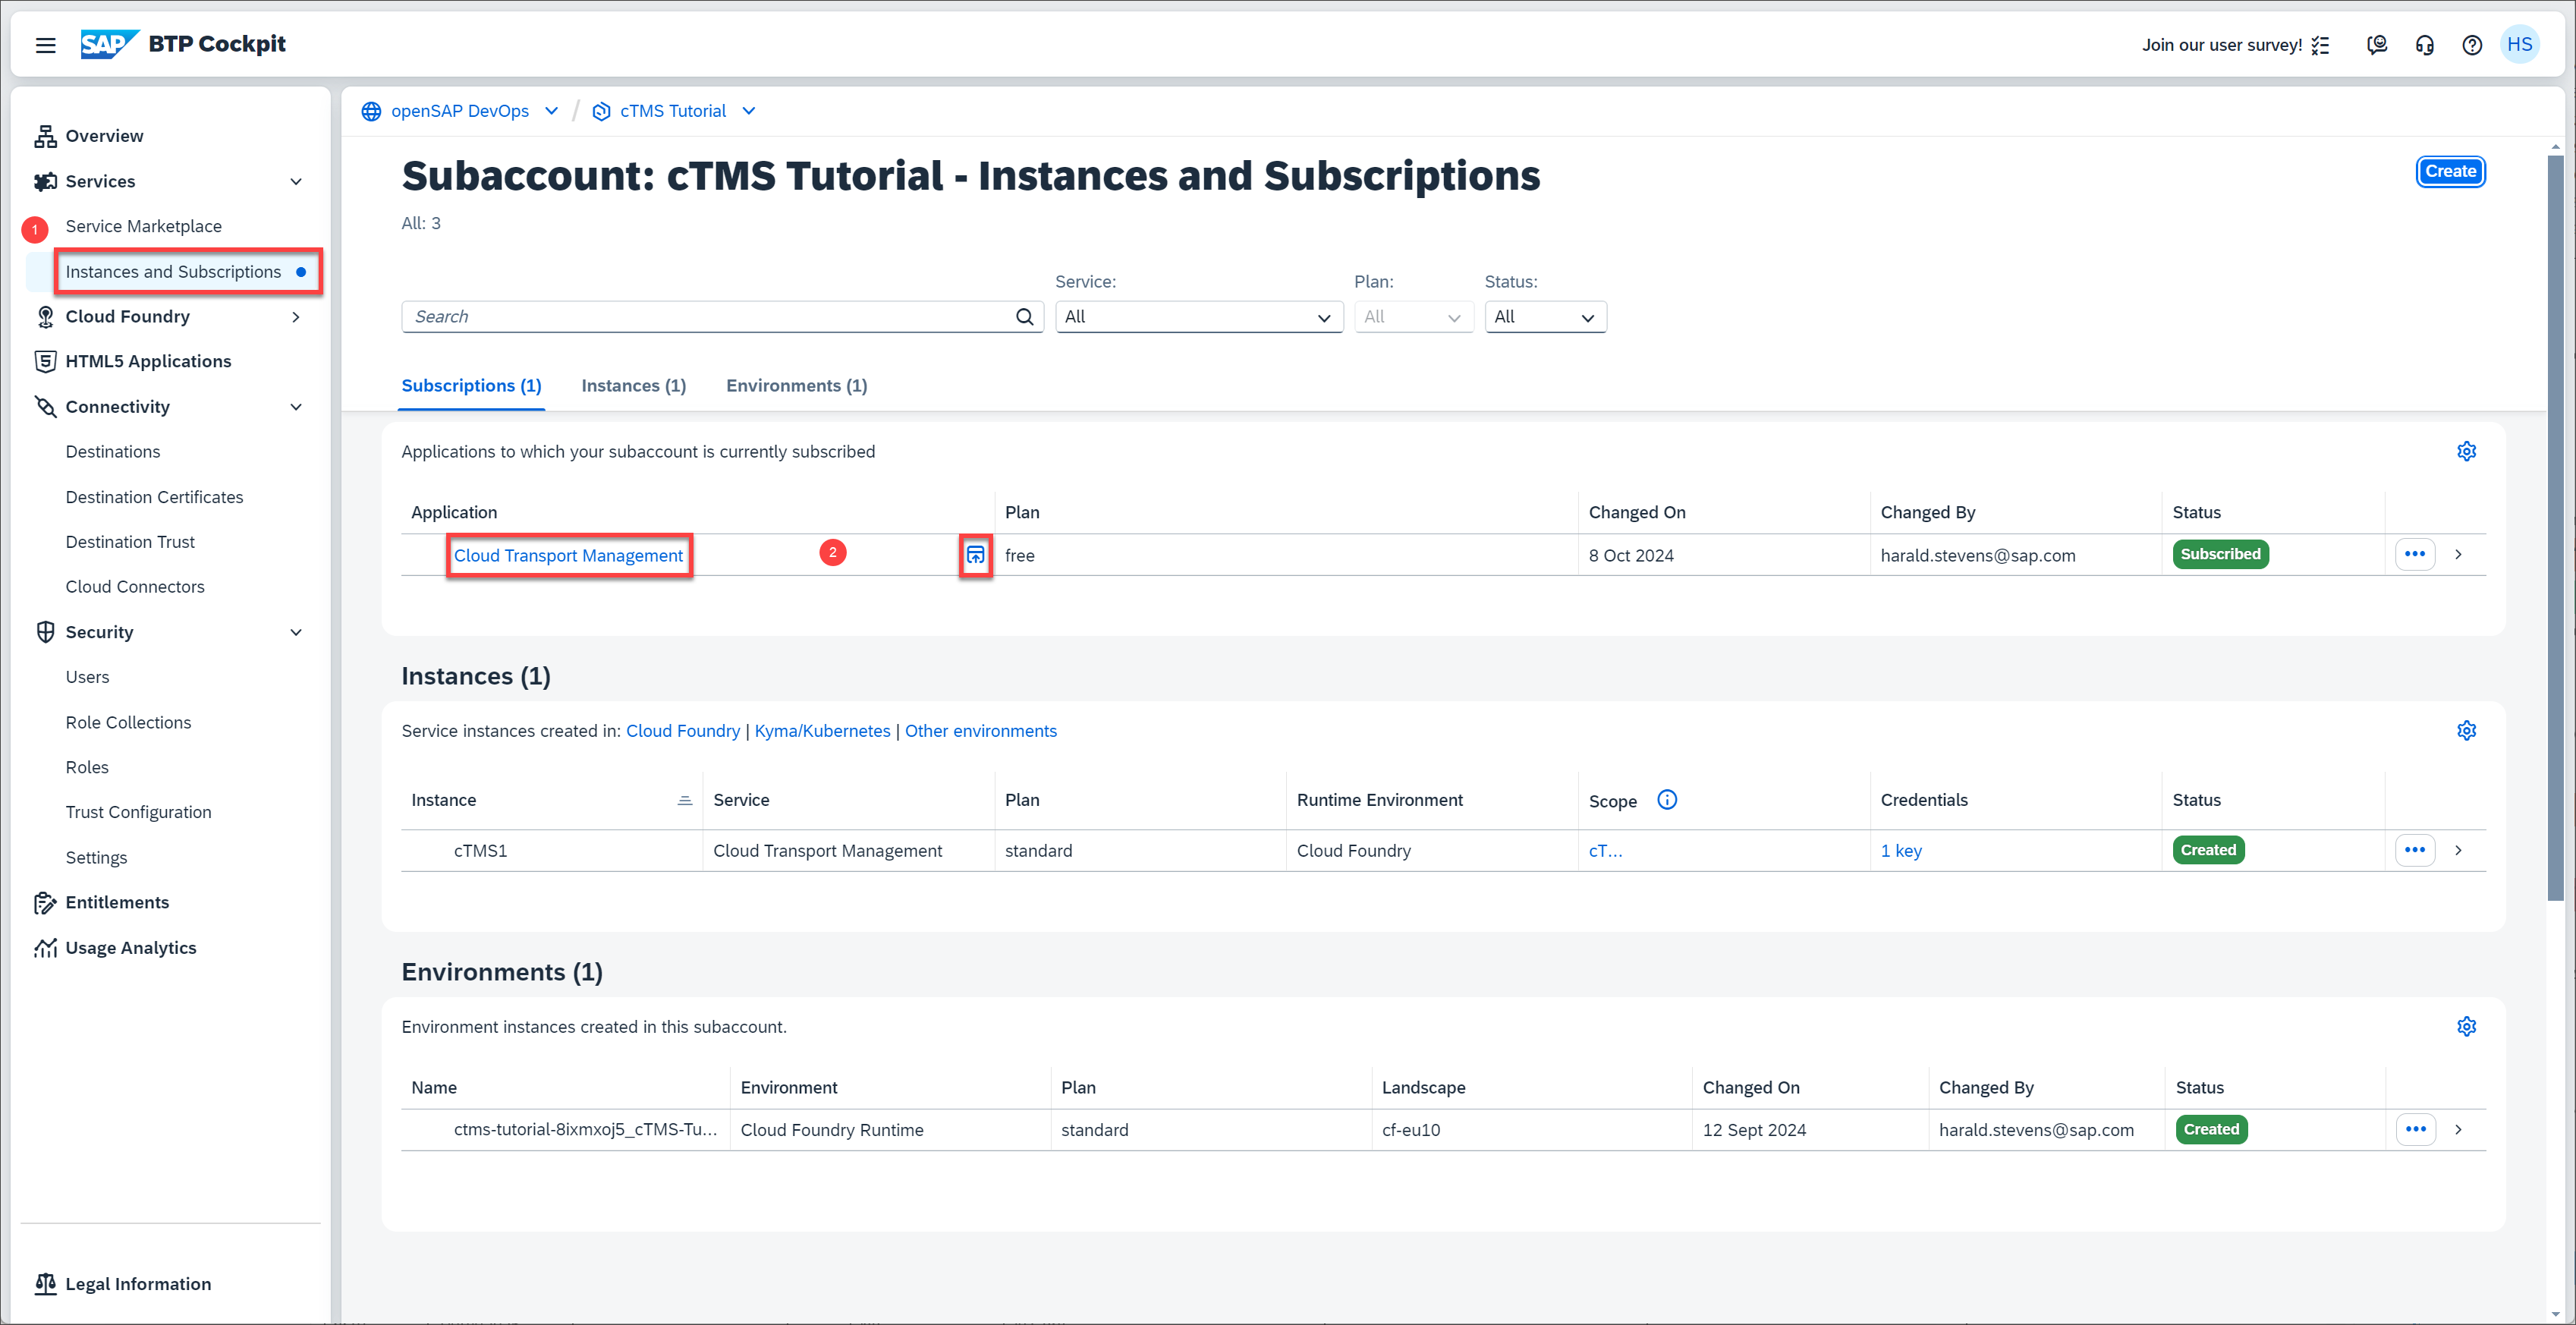 SAP BTP Cockpit
Join our user survey!
HS
Overview
Services
Service Marketplace
1
Instances and Subscriptions
Cloud Foundry
HTML5 Applications
Connectivity
Destinations
Destination Certificates
Destination Trust
Cloud Connectors
Security
Users
Role Collections
Roles
Trust Configuration
Settings
Entitlements
Usage Analytics
Legal Information
openSAP DevOps / cTMS Tutorial
Subaccount: cTMS Tutorial - Instances and Subscriptions
Create
All: 3
Service: Plan: Status:
Search All All All
Subscriptions (1) Instances (1) Environments (1)
Applications to which your subaccount is currently subscribed
Application Plan Changed On Changed By Status
Cloud Transport Management 2 free 8 Oct 2024 harald.stevens@sap.com Subscribed
Instances (1)
Service instances created in: Cloud Foundry | Kyma/Kubernetes | Other environments
Instance Service Plan Runtime Environment Scope Credentials Status
cTMS1 Cloud Transport Management standard Cloud Foundry cT... 1 key Created
Environments (1)
Environment instances created in this subaccount.
Name Environment Plan Landscape Changed On Changed By Status
ctms-tutorial-8ixmxoj5_cTMS-Tu... Cloud Foundry Runtime standard cf-eu10 12 Sept 2024 harald.stevens@sap.com Created